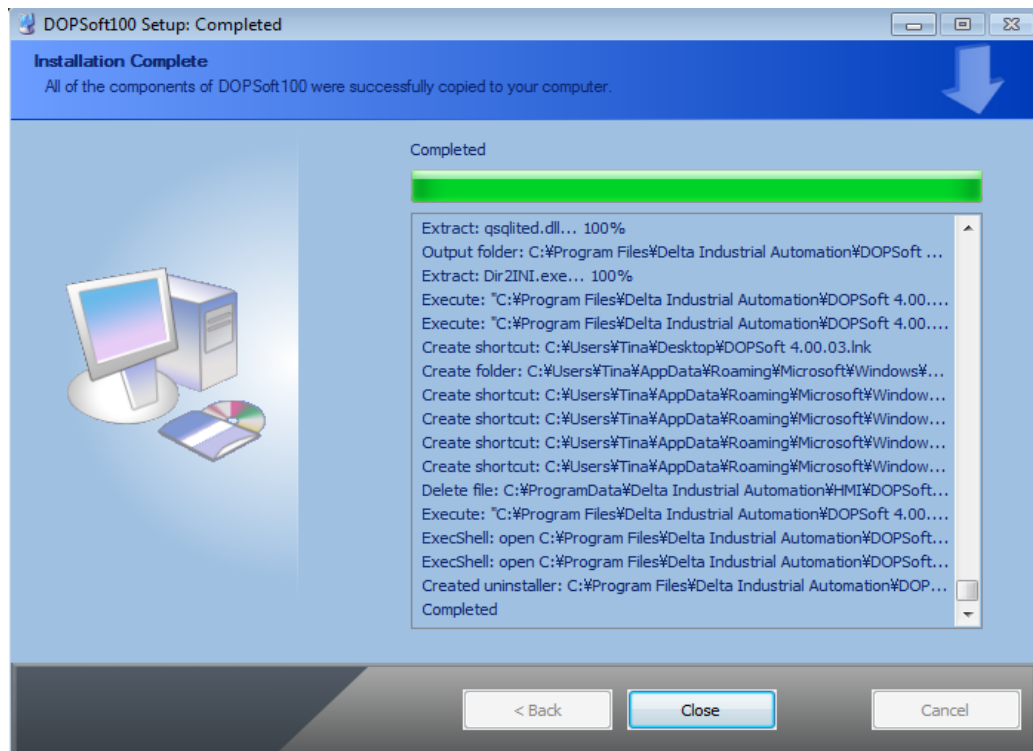 DOPSoft100 Setup: Completed
Installation Complete
All of the components of DOPSoft100 were successfully copied to your computer.
Completed
Extract: qsqlited.dll... 100%
Output folder: C:¥Program Files¥Delta Industrial Automation¥DOPSoft ...
Extract: Dir2INI.exe... 100%
Execute: "C:¥Program Files¥Delta Industrial Automation¥DOPSoft 4.00....
Execute: "C:¥Program Files¥Delta Industrial Automation¥DOPSoft 4.00....
Create shortcut: C:¥Users¥Tina¥Desktop¥DOPSoft 4.00.03.lnk
Create folder: C:¥Users¥Tina¥AppData¥Roaming¥Microsoft¥Windows¥...
Create shortcut: C:¥Users¥Tina¥AppData¥Roaming¥Microsoft¥Window...
Create shortcut: C:¥Users¥Tina¥AppData¥Roaming¥Microsoft¥Window...
Create shortcut: C:¥Users¥Tina¥AppData¥Roaming¥Microsoft¥Window...
Create shortcut: C:¥Users¥Tina¥AppData¥Roaming¥Microsoft¥Window...
Delete file: C:¥ProgramData¥Delta Industrial Automation¥HMI¥DOPSoft...
Execute: "C:¥Program Files¥Delta Industrial Automation¥DOPSoft 4.00....
ExecShell: open C:¥Program Files¥Delta Industrial Automation¥DOPSoft...
ExecShell: open C:¥Program Files¥Delta Industrial Automation¥DOPSoft...
Created uninstaller: C:¥Program Files¥Delta Industrial Automation¥DOP...
Completed
< Back
Close
Cancel